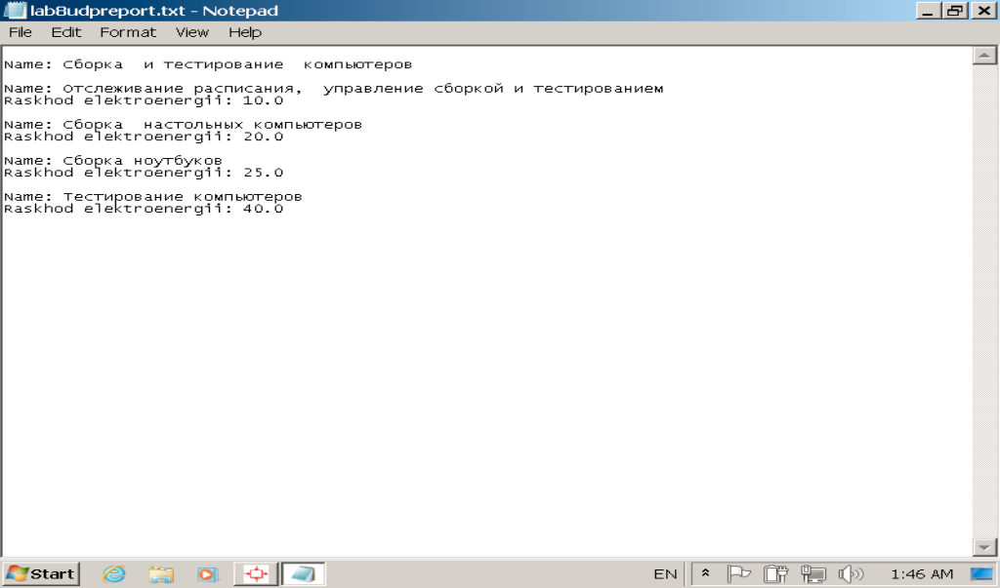 lab8udpreport.txt - Notepad
File Edit Format View Help
Name: Сборка  и тестирование  компьютеров
Name: Отслеживание расписания,  управление сборкой и тестированием
Raskhod elektroenergii: 10.0
Name: Сборка  настольных компьютеров
Raskhod elektroenergii: 20.0
Name: Сборка ноутбуков
Raskhod elektroenergii: 25.0
Name: Тестирование компьютеров
Raskhod elektroenergii: 40.0
Start EN 1:46 AM